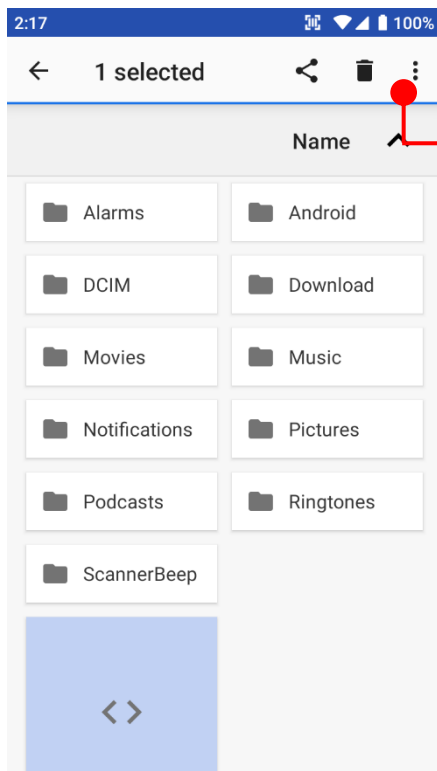 2:17 100%
1 selected
Name
Alarms Android
DCIM Download
Movies Music
Notifications Pictures
Podcasts Ringtones
ScannerBeep